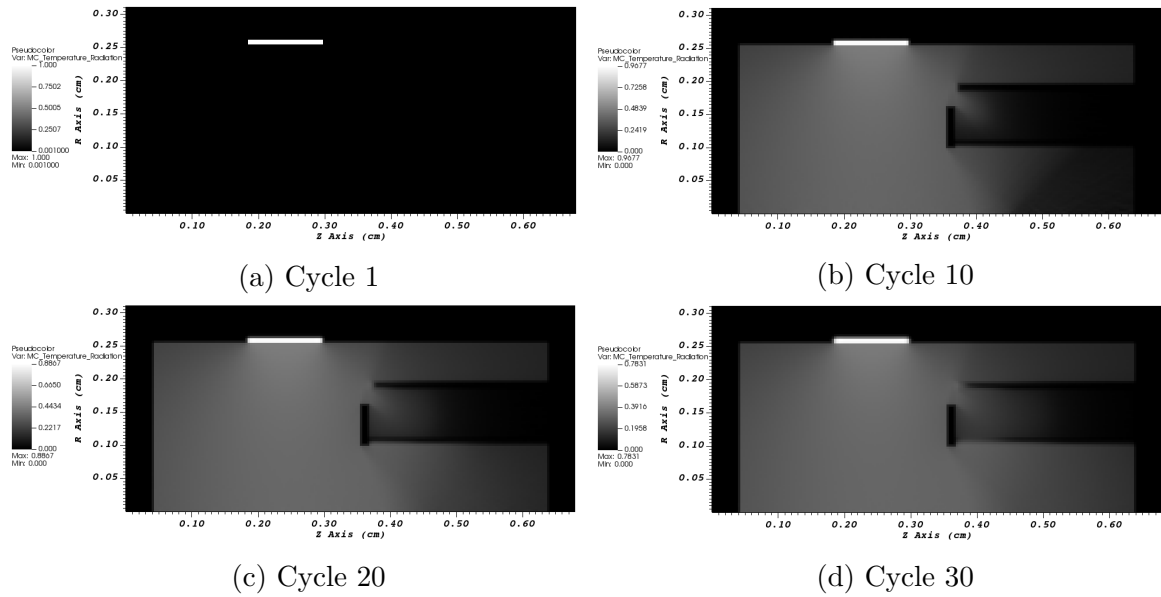 Pseudocolor
Var: MC_Temperature_Radiation
1.000
0.7502
0.5005
0.2507
0.001000
Max: 1.000
Min: 0.001000
R Axis (cm)
0.30
0.25
0.20
0.15
0.10
0.05
0.10 0.20 0.30 0.40 0.50 0.60
Z Axis (cm)
(a) Cycle 1
Pseudocolor
Var: MC_Temperature_Radiation
0.9677
0.7258
0.4839
0.2419
0.000
Max: 0.9677
Min: 0.000
R Axis (cm)
0.30
0.25
0.20
0.15
0.10
0.05
0.10 0.20 0.30 0.40 0.50 0.60
Z Axis (cm)
(b) Cycle 10
Pseudocolor
Var: MC_Temperature_Radiation
0.8867
0.6650
0.4434
0.2217
0.000
Max: 0.8867
Min: 0.000
R Axis (cm)
0.30
0.25
0.20
0.15
0.10
0.05
0.10 0.20 0.30 0.40 0.50 0.60
Z Axis (cm)
(c) Cycle 20
Pseudocolor
Var: MC_Temperature_Radiation
0.7831
0.5873
0.3916
0.1958
0.000
Max: 0.7831
Min: 0.000
R Axis (cm)
0.30
0.25
0.20
0.15
0.10
0.05
0.10 0.20 0.30 0.40 0.50 0.60
Z Axis (cm)
(d) Cycle 30